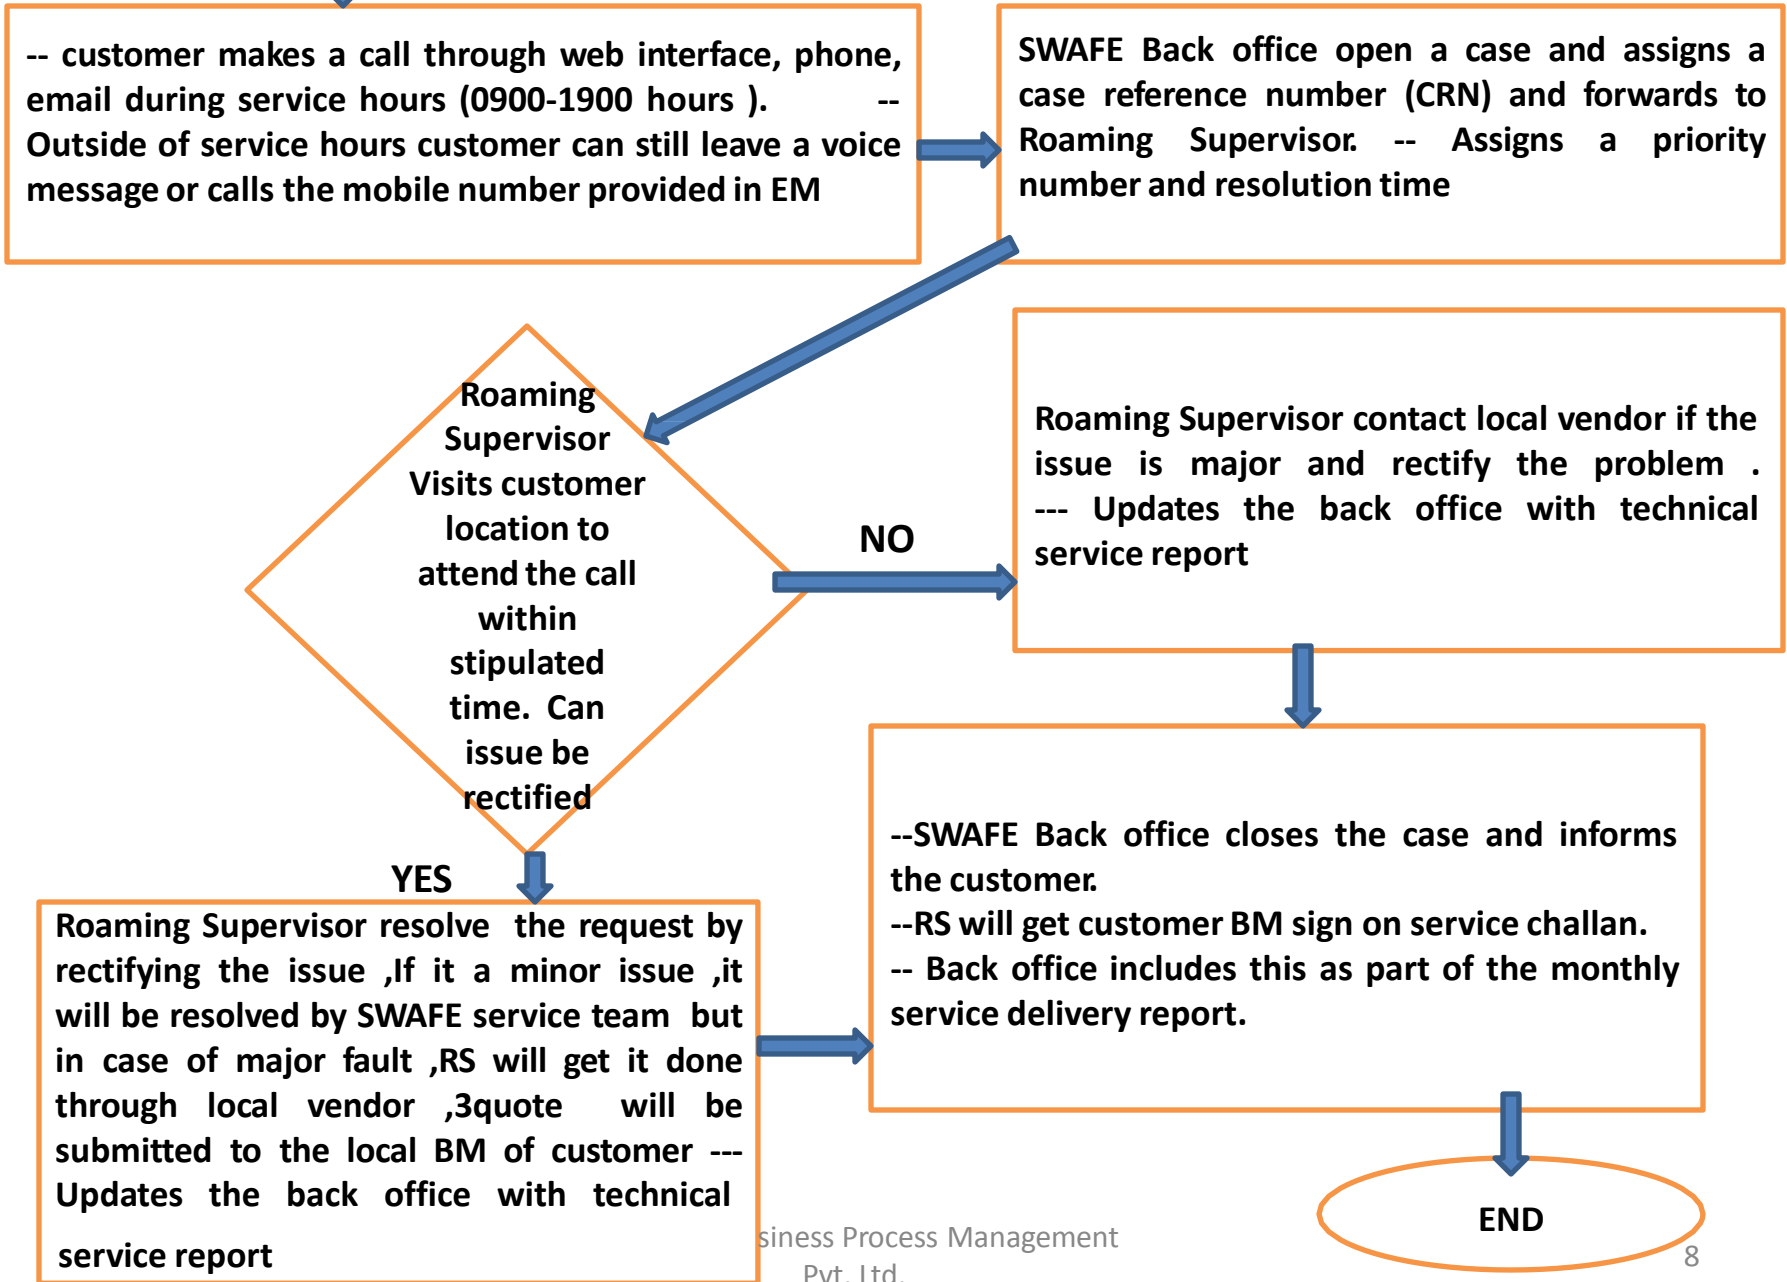 -- customer makes a call through web interface, phone,
email during service hours (0900-1900 hours ). --
Outside of service hours customer can still leave a voice
message or calls the mobile number provided in EM
SWAFE Back office open a case and assigns a
case reference number (CRN) and forwards to
Roaming Supervisor. -- Assigns a priority
number and resolution time
Roaming
Supervisor
Visits customer
location to
attend the call
within
stipulated
time. Can
issue be
rectified
NO
Roaming Supervisor contact local vendor if the
issue is major and rectify the problem .
--- Updates the back office with technical
service report
YES
Roaming Supervisor resolve the request by
rectifying the issue ,If it a minor issue ,it
will be resolved by SWAFE service team but
in case of major fault ,RS will get it done
through local vendor ,3quote will be
submitted to the local BM of customer ---
Updates the back office with technical
service report
--SWAFE Back office closes the case and informs
the customer.
--RS will get customer BM sign on service challan.
-- Back office includes this as part of the monthly
service delivery report.
END
siness Process Management
Pvt. Ltd.
8